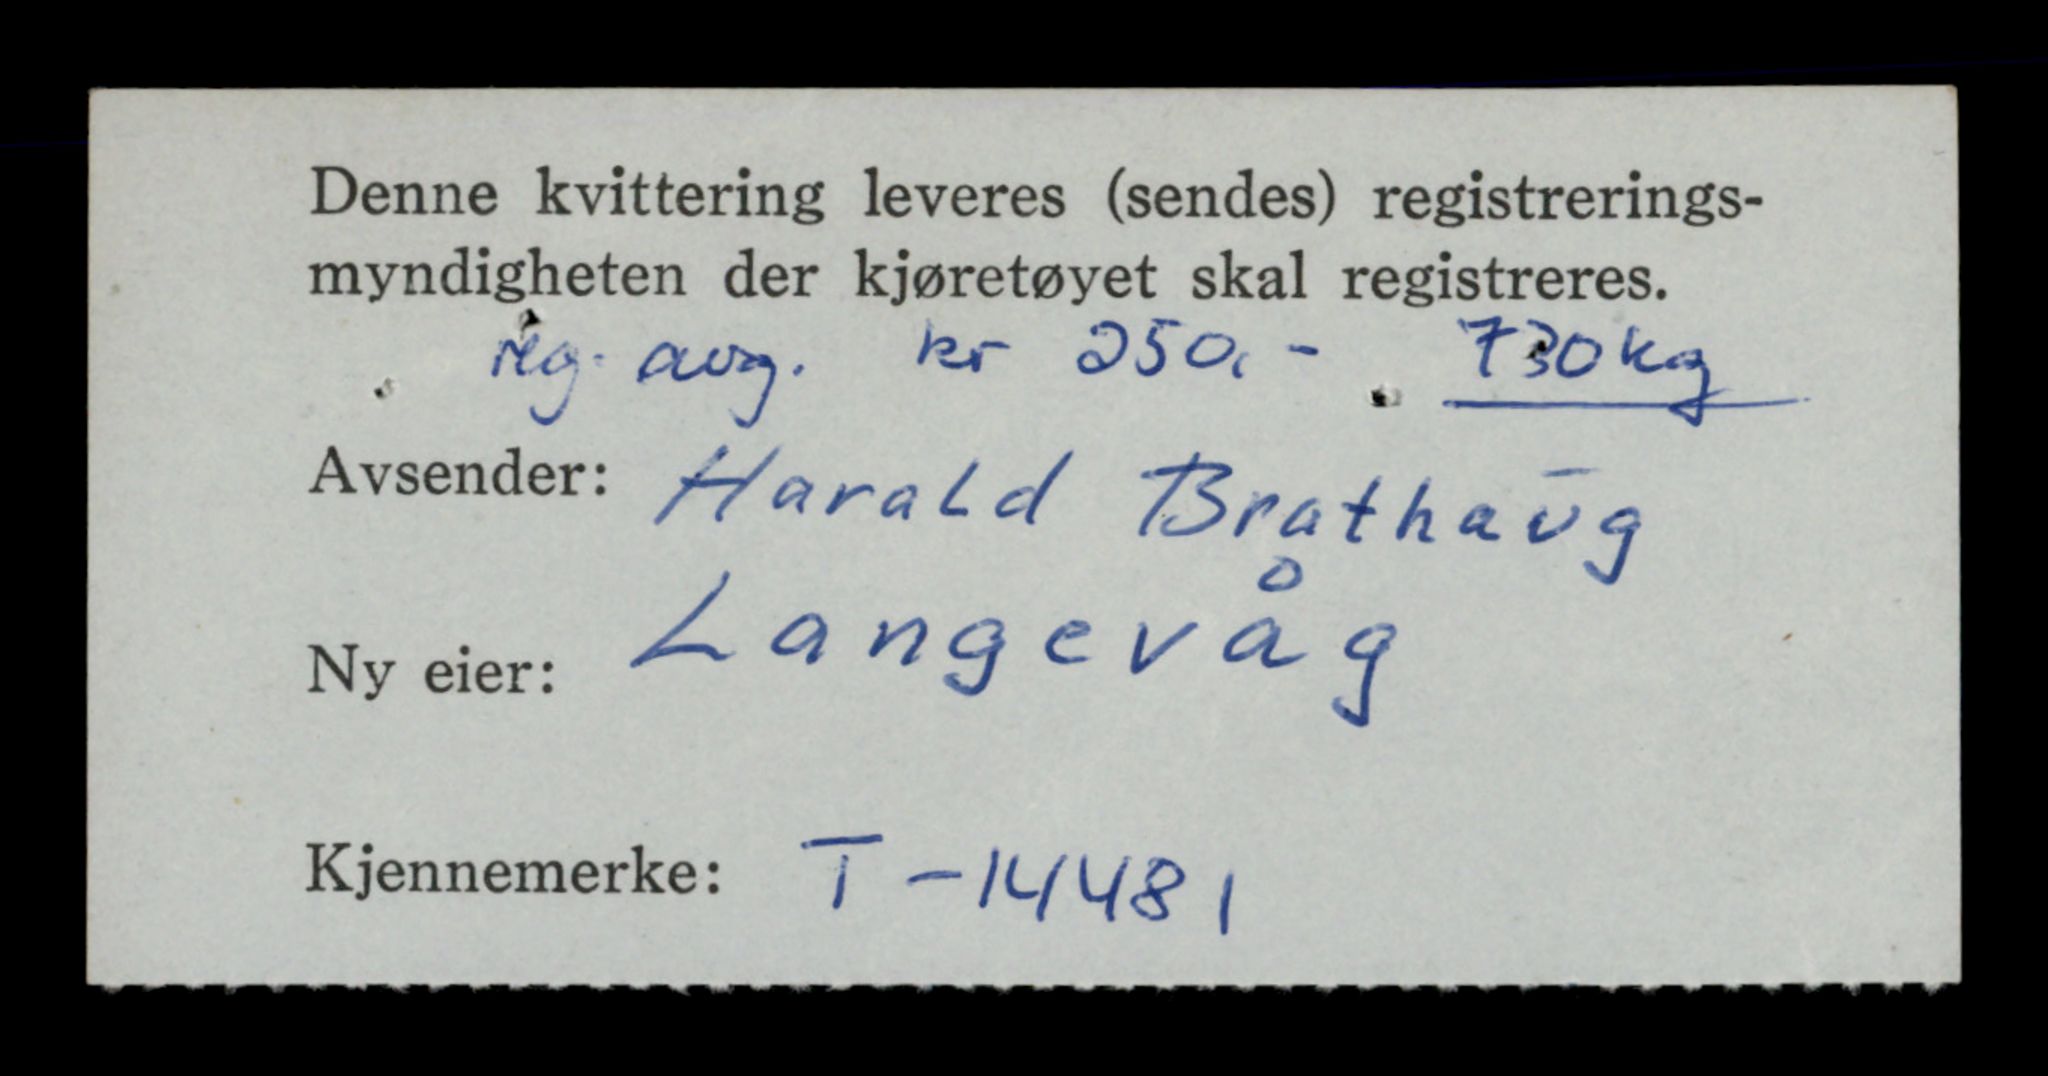 Denne kvittering leveres (sendes) registrerings-
myndigheten der kjøretøyet skal registreres.
reg. avg. kr 250,- 730 kg
Avsender: Harald Brathaug
Langevåg
Ny eier:
Kjennemerke: T-14481